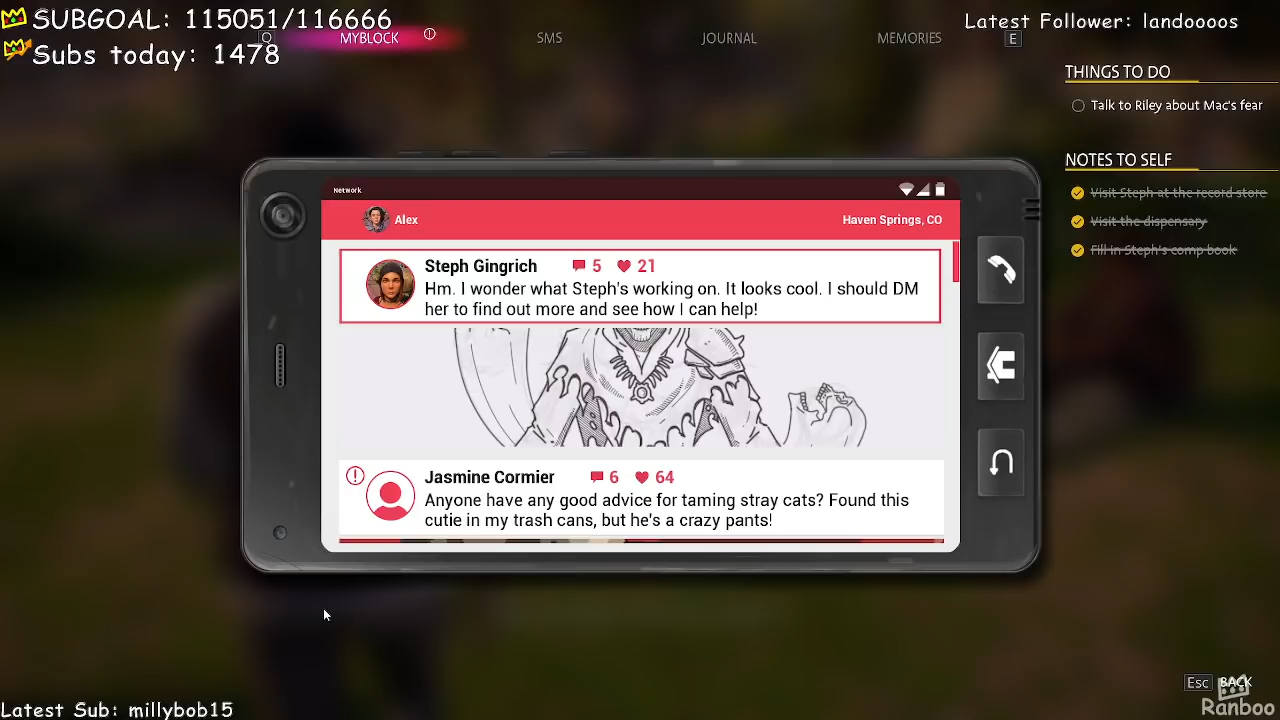 SUBGOAL: 115051/116666
Subs today: 1478
Latest Follower: landoooos
Q
MYBLOCK
SMS
JOURNAL
MEMORIES
E
THINGS TO DO
Talk to Riley about Mac's fear
NOTES TO SELF
Visit Steph at the record store
Visit the dispensary
Fill in Steph's comp book
Network
Alex
Haven Springs, CO
Steph Gingrich 5 21
Hm. I wonder what Steph's working on. It looks cool. I should DM
her to find out more and see how I can help!
Jasmine Cormier 6 64
Anyone have any good advice for taming stray cats? Found this
cutie in my trash cans, but he's a crazy pants!
Esc BACK
Ranboo
Latest Sub: millybob15